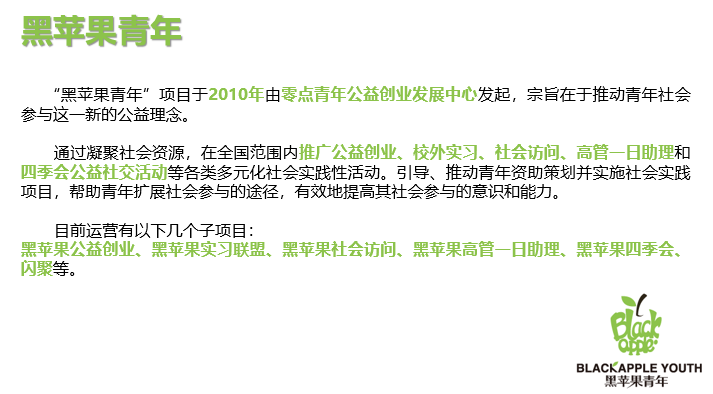 黑苹果青年
“黑苹果青年”项目于2010年由零点青年公益创业发展中心发起，宗旨在于推动青年社会
参与这一新的公益理念。
通过凝聚社会资源，在全国范围内推广公益创业、校外实习、社会访问、高管一日助理和
四季会公益社交活动等各类多元化社会实践性活动。引导、推动青年资助策划并实施社会实践
项目，帮助青年扩展社会参与的途径，有效地提高其社会参与的意识和能力。
目前运营有以下几个子项目：
黑苹果公益创业、黑苹果实习联盟、黑苹果社会访问、黑苹果高管一日助理、黑苹果四季会、
闪聚等。
Black
apple
BLACKAPPLE YOUTH
黑苹果青年